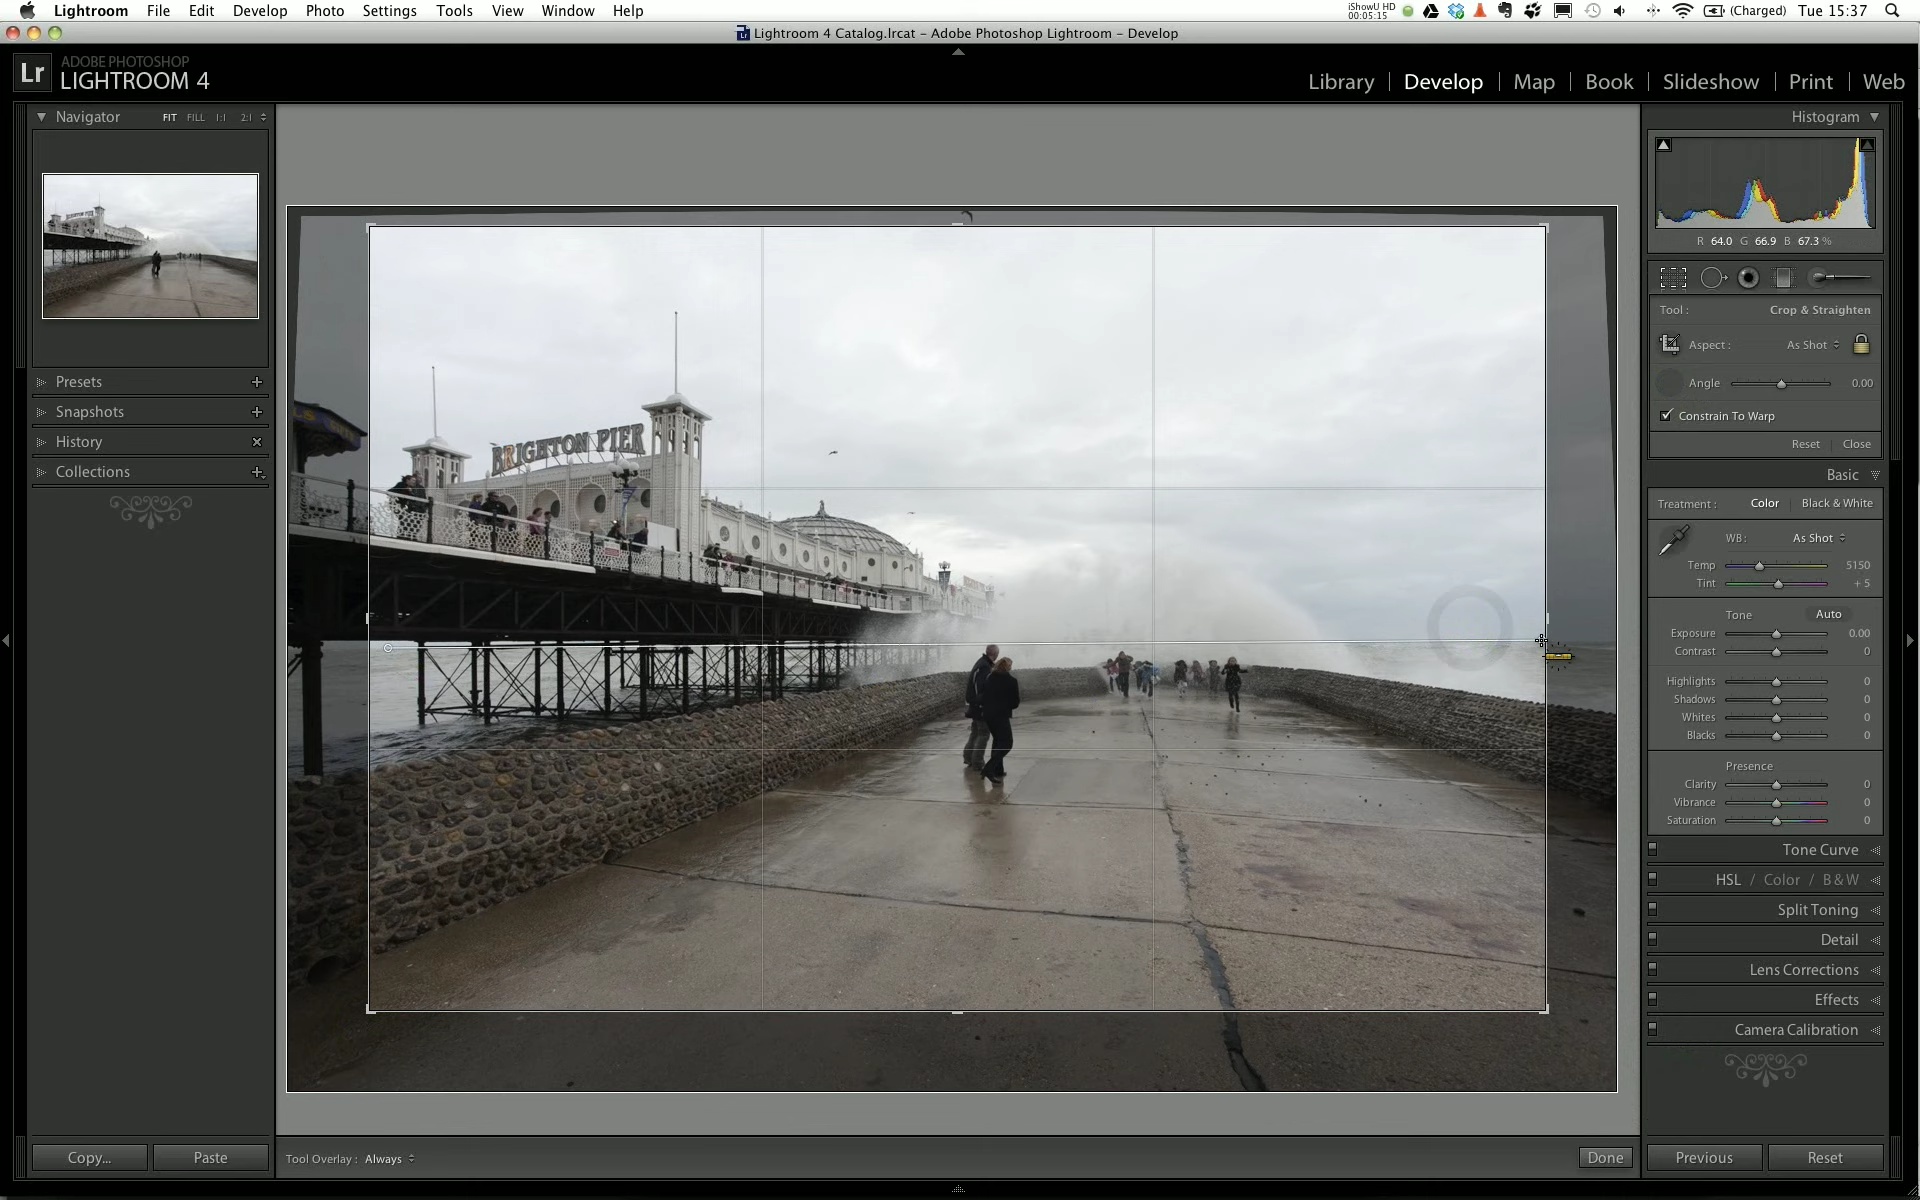 Lightroom File Edit Develop Photo Settings Tools View Window Help
iShowU HD
00:05:15
(Charged) Tue 15:37
Lightroom 4 Catalog.lrcat – Adobe Photoshop Lightroom – Develop
Lr
ADOBE PHOTOSHOP
LIGHTROOM 4
Library | Develop | Map | Book | Slideshow | Print | Web
Navigator FIT FILL 1:1 2:1
Presets
Snapshots
History
Collections
BRIGHTON PIER
Histogram
R 64.0 G 66.9 B 67.3 %
Tool : Crop & Straighten
Aspect : As Shot
Angle 0.00
Constrain To Warp
Reset Close
Basic
Treatment : Color Black & White
WB: As Shot
Temp 5150
Tint + 5
Tone Auto
Exposure 0.00
Contrast 0
Highlights 0
Shadows 0
Whites 0
Blacks 0
Presence
Clarity 0
Vibrance 0
Saturation 0
Tone Curve
HSL / Color / B & W
Split Toning
Detail
Lens Corrections
Effects
Camera Calibration
Copy... Paste
Tool Overlay : Always
Done
Previous Reset